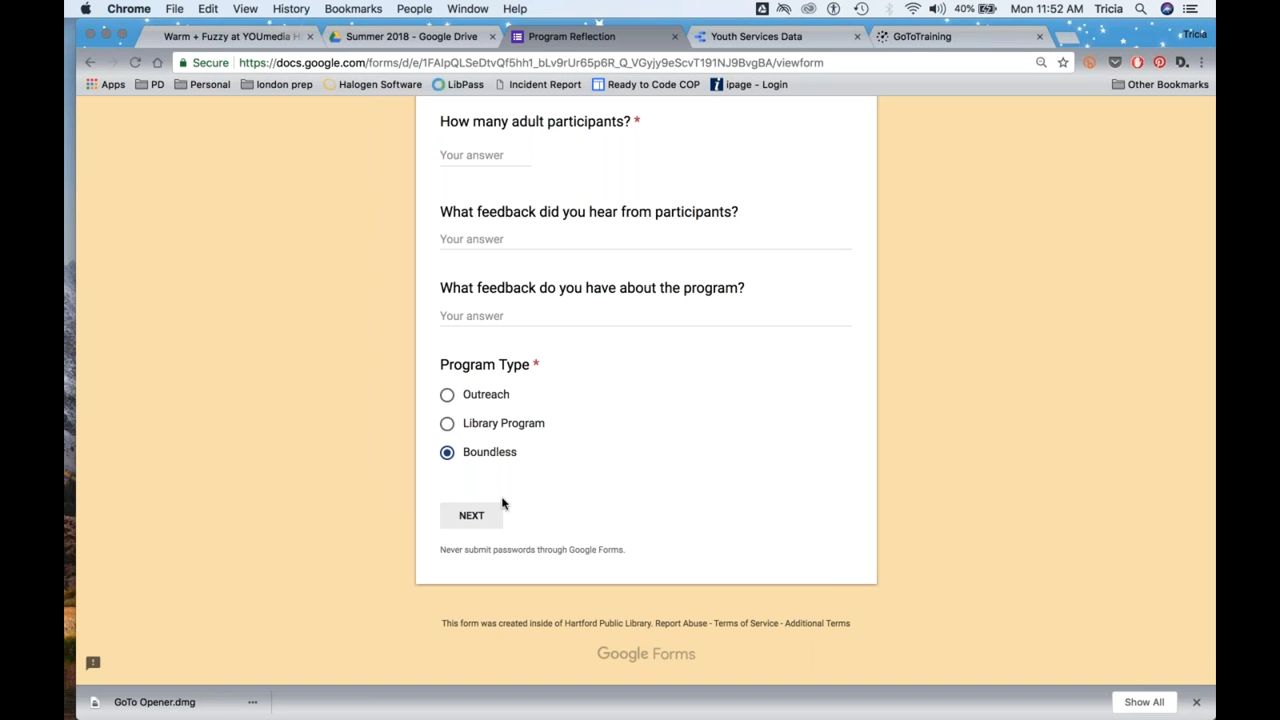 Chrome File Edit View History Bookmarks People Window Help 40% Mon 11:52 AM Tricia
Warm + Fuzzy at YOUmedia H Summer 2018 - Google Drive Program Reflection Youth Services Data GoToTraining Tricia
Secure https://docs.google.com/forms/d/e/1FAIpQLSeDtvQf5hh1_bLv9rUr65p6R_Q_VGyjy9eScvT191NJ9BvgBA/viewform
Apps PD Personal london prep Halogen Software LibPass Incident Report Ready to Code COP ipage - Login Other Bookmarks
How many adult participants? *
Your answer
What feedback did you hear from participants?
Your answer
What feedback do you have about the program?
Your answer
Program Type *
Outreach
Library Program
Boundless
NEXT
Never submit passwords through Google Forms.
This form was created inside of Hartford Public Library. Report Abuse - Terms of Service - Additional Terms
Google Forms
GoTo Opener.dmg Show All